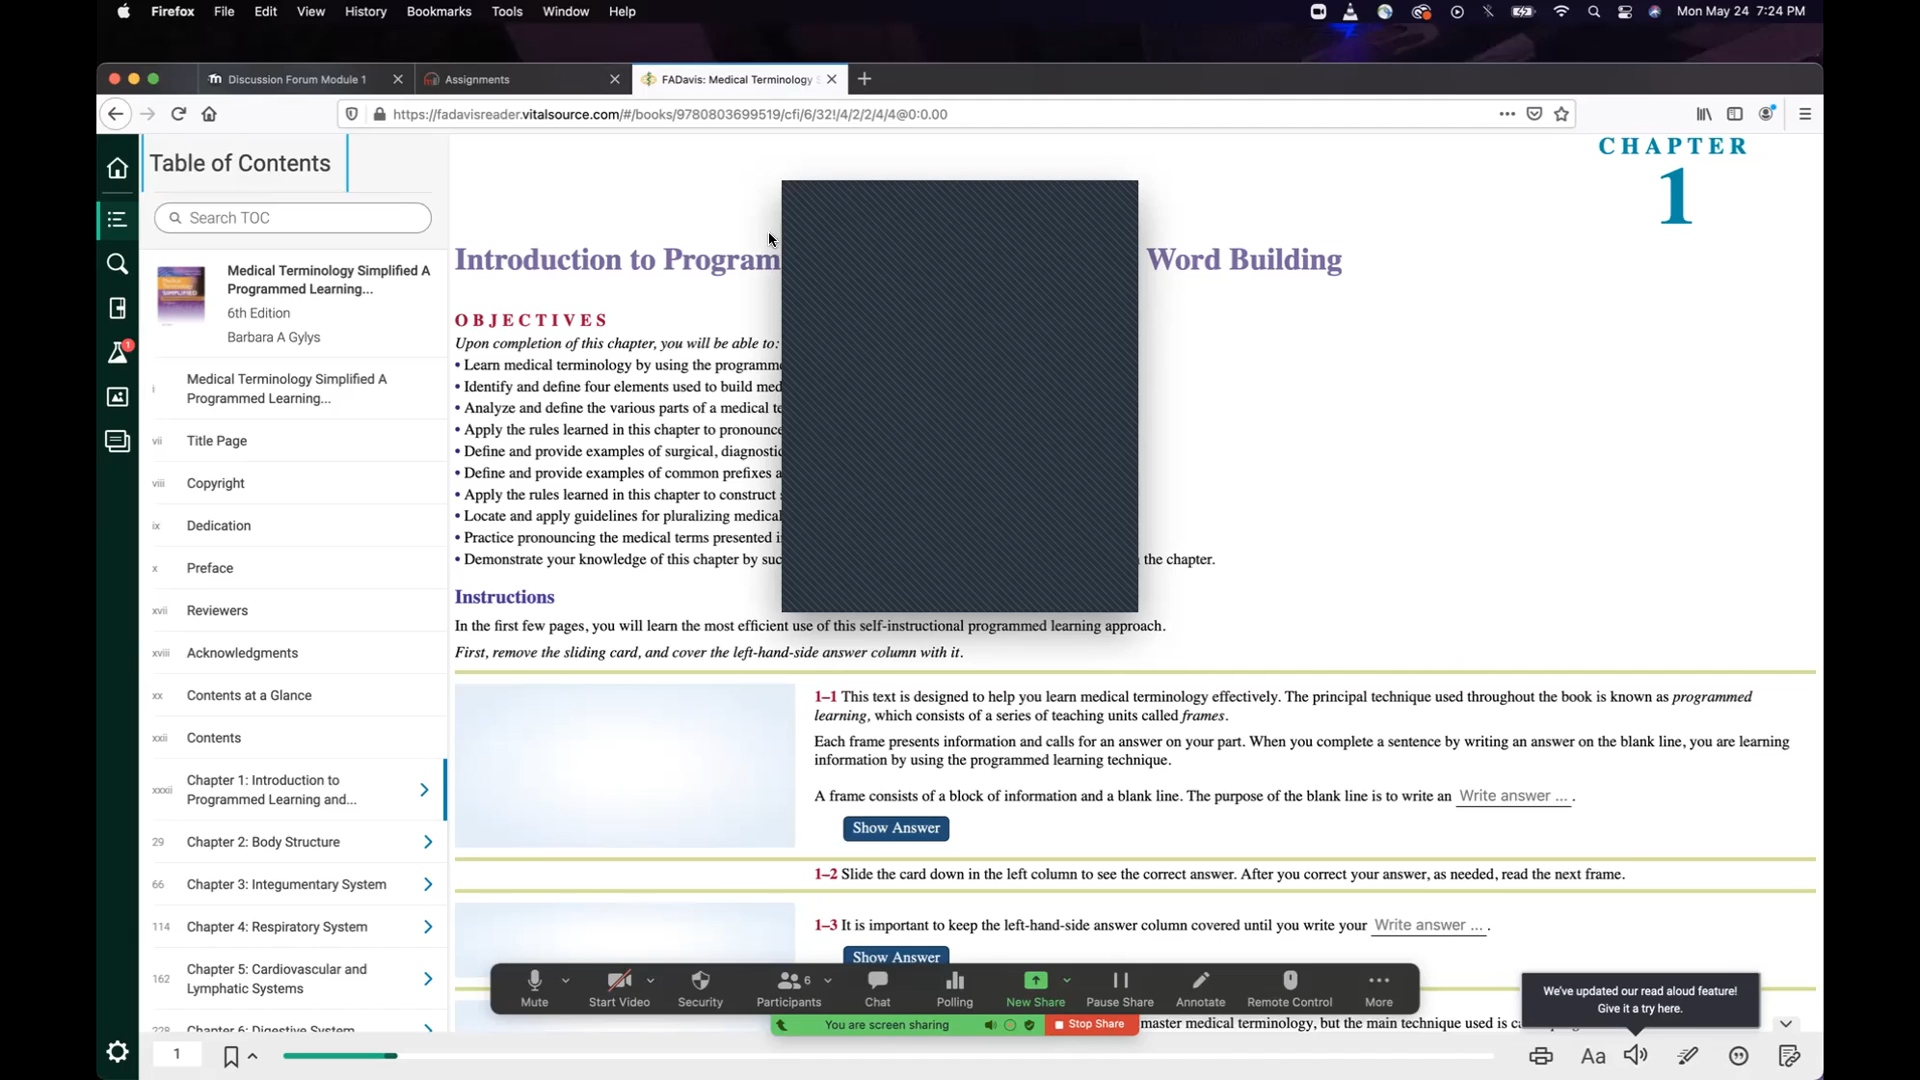 Firefox File Edit View History Bookmarks Tools Window Help Mon May 24 7:24 PM
Discussion Forum Module 1 Assignments FADavis: Medical Terminology
https://fadavisreader.vitalsource.com/#/books/9780803699519/cfi/6/32!/4/2/2/4/4@0:0.00
Table of Contents
Search TOC
Medical Terminology Simplified A
Programmed Learning...
6th Edition
Barbara A Gylys
i Medical Terminology Simplified A
Programmed Learning...
vii Title Page
viii Copyright
ix Dedication
x Preface
xvii Reviewers
xviii Acknowledgments
xx Contents at a Glance
xxii Contents
xxxii Chapter 1: Introduction to
Programmed Learning and...
29 Chapter 2: Body Structure
66 Chapter 3: Integumentary System
114 Chapter 4: Respiratory System
162 Chapter 5: Cardiovascular and
Lymphatic Systems
228 Chapter 6: Digestive System
CHAPTER
1
Introduction to Program Word Building
OBJECTIVES
Upon completion of this chapter, you will be able to:
• Learn medical terminology by using the programme
• Identify and define four elements used to build med
• Analyze and define the various parts of a medical te
• Apply the rules learned in this chapter to pronounce
• Define and provide examples of surgical, diagnostic
• Define and provide examples of common prefixes a
• Apply the rules learned in this chapter to construct
• Locate and apply guidelines for pluralizing medical
• Practice pronouncing the medical terms presented i
• Demonstrate your knowledge of this chapter by suc the chapter.
Instructions
In the first few pages, you will learn the most efficient use of this self-instructional programmed learning approach.
First, remove the sliding card, and cover the left-hand-side answer column with it.
1–1 This text is designed to help you learn medical terminology effectively. The principal technique used throughout the book is known as programmed
learning, which consists of a series of teaching units called frames.
Each frame presents information and calls for an answer on your part. When you complete a sentence by writing an answer on the blank line, you are learning
information by using the programmed learning technique.
A frame consists of a block of information and a blank line. The purpose of the blank line is to write an Write answer ... .
Show Answer
1–2 Slide the card down in the left column to see the correct answer. After you correct your answer, as needed, read the next frame.
1–3 It is important to keep the left-hand-side answer column covered until you write your Write answer ... .
Show Answer
6
Mute Start Video Security Participants Chat Polling New Share Pause Share Annotate Remote Control More
You are screen sharing Stop Share
master medical terminology, but the main technique used is ca
We've updated our read aloud feature!
Give it a try here.
1
Aa